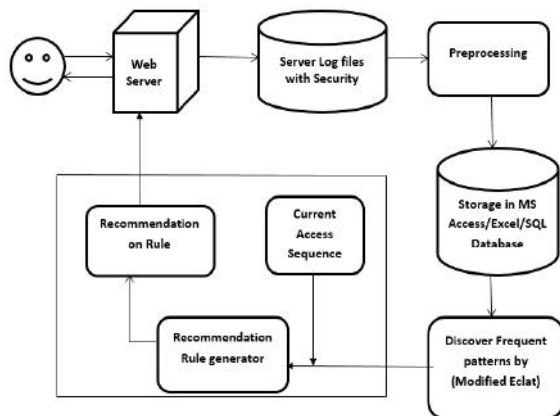 Web
Server
Server Log files
with Security
Preprocessing
Storage in MS
Access/Excel/SQL
Database
Discover Frequent
patterns by
(Modified Eclat)
Current
Access
Sequence
Recommendation
Rule generator
Recommendation
on Rule